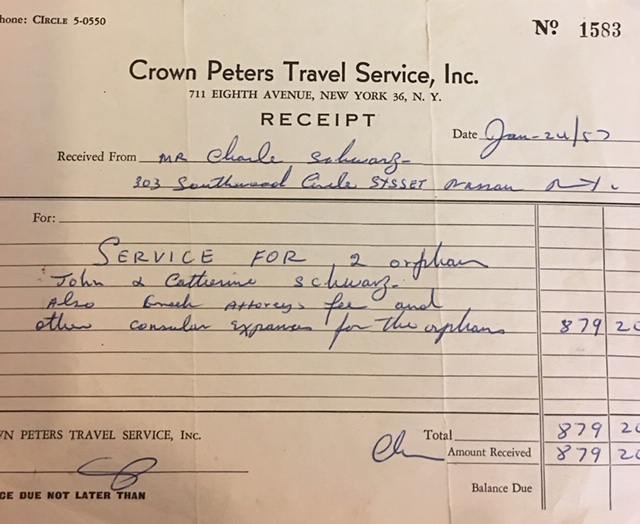 hone: CIRCLE 5-0550
Nº 1583
Crown Peters Travel Service, Inc.
711 EIGHTH AVENUE, NEW YORK 36, N. Y.
RECEIPT
Date Jan-24/57
Received From MR Charle Schwarz-
303 Southwood Circle SYSSET Nassau N.Y.
For:
SERVICE FOR 2 orphan
John & Catherine Schwarz-
Also Greek Attorneys fee and
other consular expances for the orphans 879 20
WN PETERS TRAVEL SERVICE, INC.
Total 879 20
Amount Received 879 20
CE DUE NOT LATER THAN
Balance Due